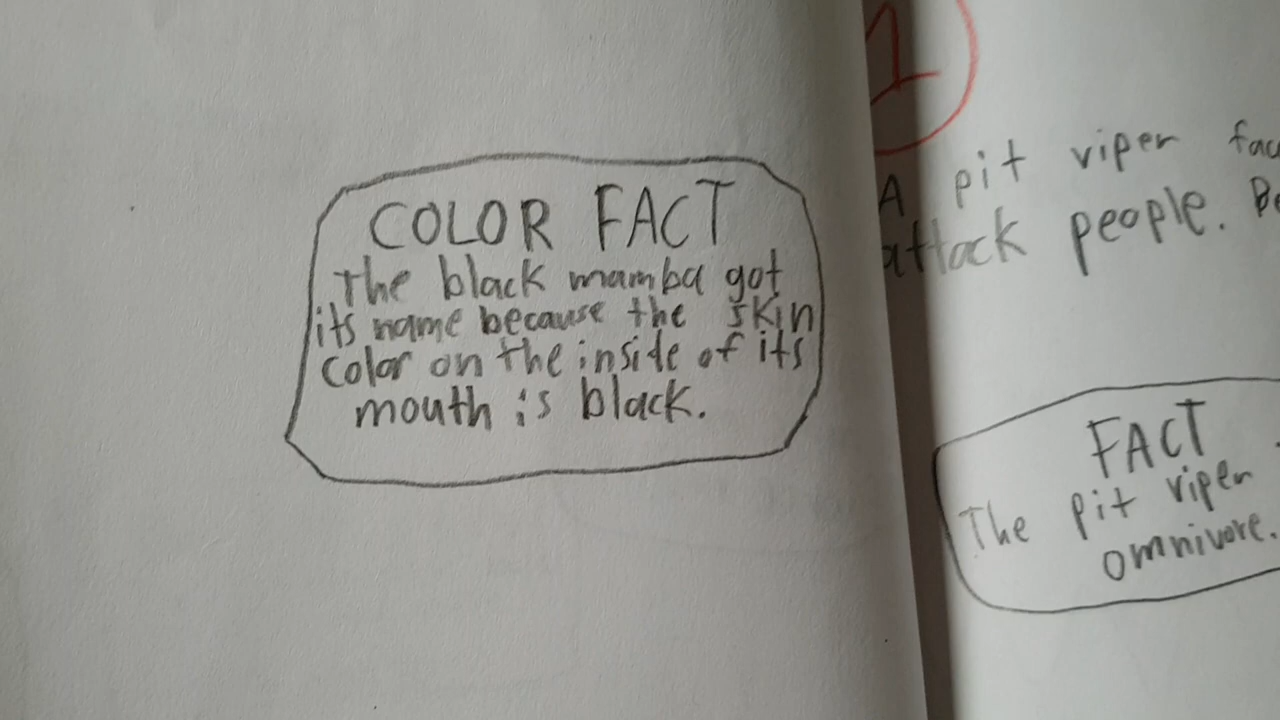 COLOR FACT
The black mamba got
its name because the skin
color on the inside of its
mouth is black.
1
A pit viper
attack people.
FACT
The pit viper
omnivore.